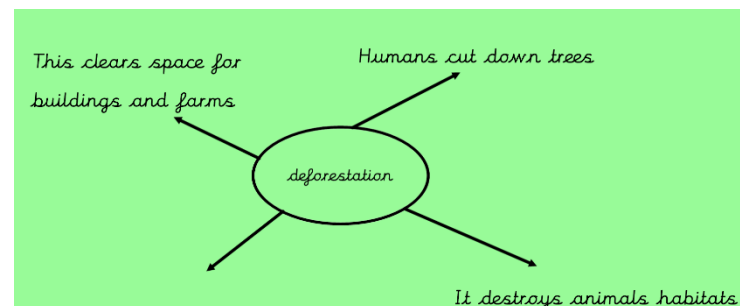 This clears space for
buildings and farms
Humans cut down trees
deforestation
It destroys animals habitats